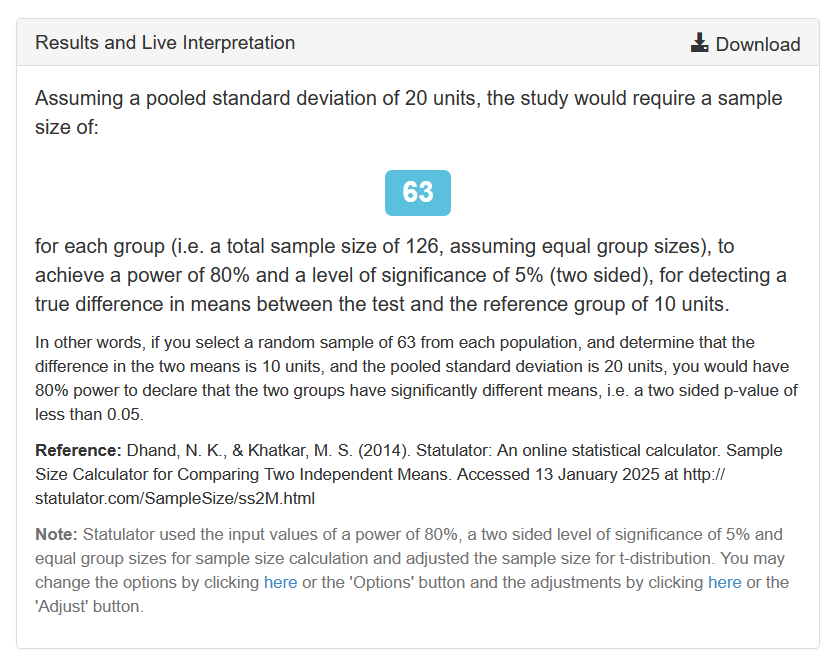 Results and Live Interpretation
Download
Assuming a pooled standard deviation of 20 units, the study would require a sample
size of:
63
for each group (i.e. a total sample size of 126, assuming equal group sizes), to
achieve a power of 80% and a level of significance of 5% (two sided), for detecting a
true difference in means between the test and the reference group of 10 units.
In other words, if you select a random sample of 63 from each population, and determine that the
difference in the two means is 10 units, and the pooled standard deviation is 20 units, you would have
80% power to declare that the two groups have significantly different means, i.e. a two sided p-value of
less than 0.05.
Reference: Dhand, N. K., & Khatkar, M. S. (2014). Statulator: An online statistical calculator. Sample
Size Calculator for Comparing Two Independent Means. Accessed 13 January 2025 at http://
statulator.com/SampleSize/ss2M.html
Note: Statulator used the input values of a power of 80%, a two sided level of significance of 5% and
equal group sizes for sample size calculation and adjusted the sample size for t-distribution. You may
change the options by clicking here or the 'Options' button and the adjustments by clicking here or the
'Adjust' button.